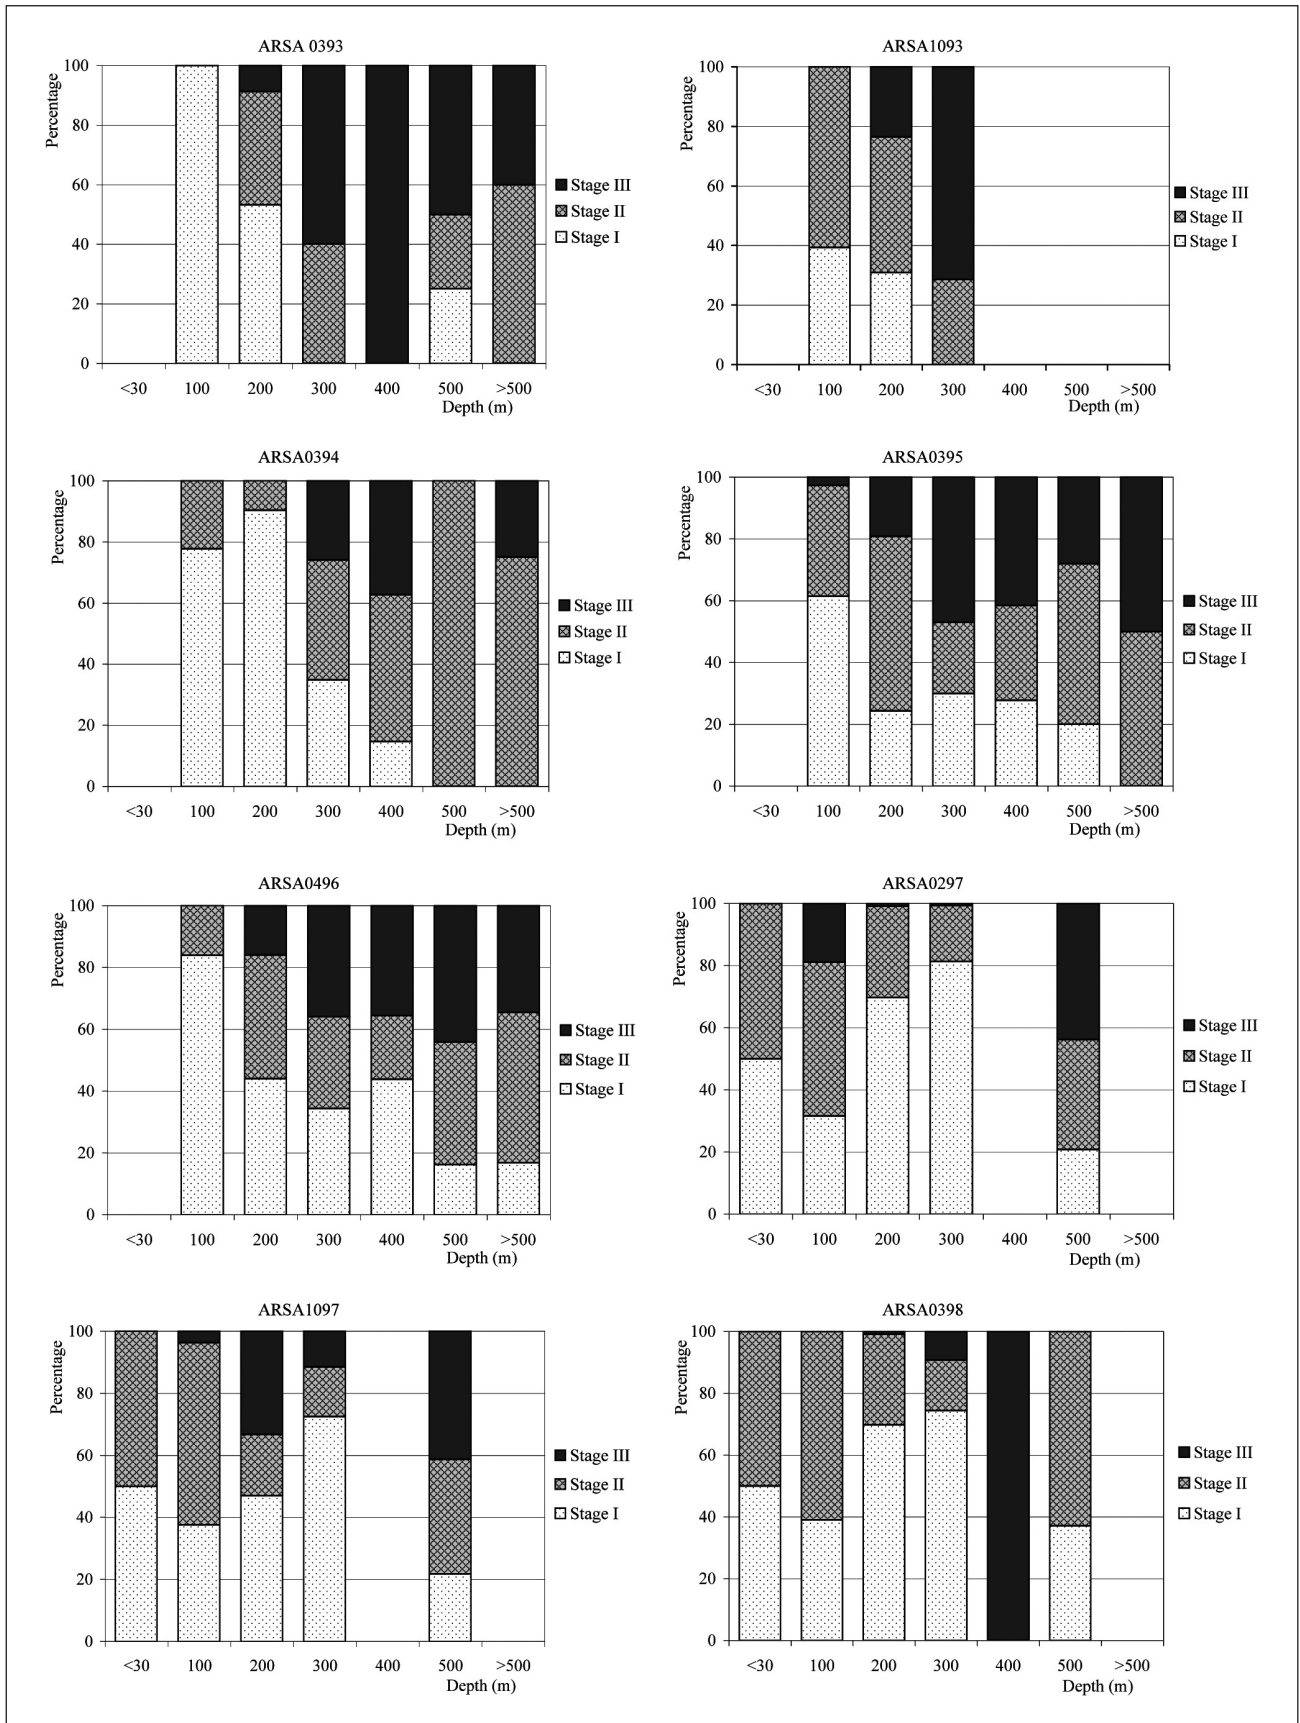 ARSA 0393
Percentage
100
80
60
40
20
0
<30 100 200 300 400 500 >500
Depth (m)
Stage III
Stage II
Stage I
ARSA1093
Percentage
100
80
60
40
20
0
<30 100 200 300 400 500 >500
Depth (m)
Stage III
Stage II
Stage I
ARSA0394
Percentage
100
80
60
40
20
0
<30 100 200 300 400 500 >500
Depth (m)
Stage III
Stage II
Stage I
ARSA0395
Percentage
100
80
60
40
20
0
<30 100 200 300 400 500 >500
Depth (m)
Stage III
Stage II
Stage I
ARSA0496
Percentage
100
80
60
40
20
0
<30 100 200 300 400 500 >500
Depth (m)
Stage III
Stage II
Stage I
ARSA0297
Percentage
100
80
60
40
20
0
<30 100 200 300 400 500 >500
Depth (m)
Stage III
Stage II
Stage I
ARSA1097
Percentage
100
80
60
40
20
0
<30 100 200 300 400 500 >500
Depth (m)
Stage III
Stage II
Stage I
ARSA0398
Percentage
100
80
60
40
20
0
<30 100 200 300 400 500 >500
Depth (m)
Stage III
Stage II
Stage I